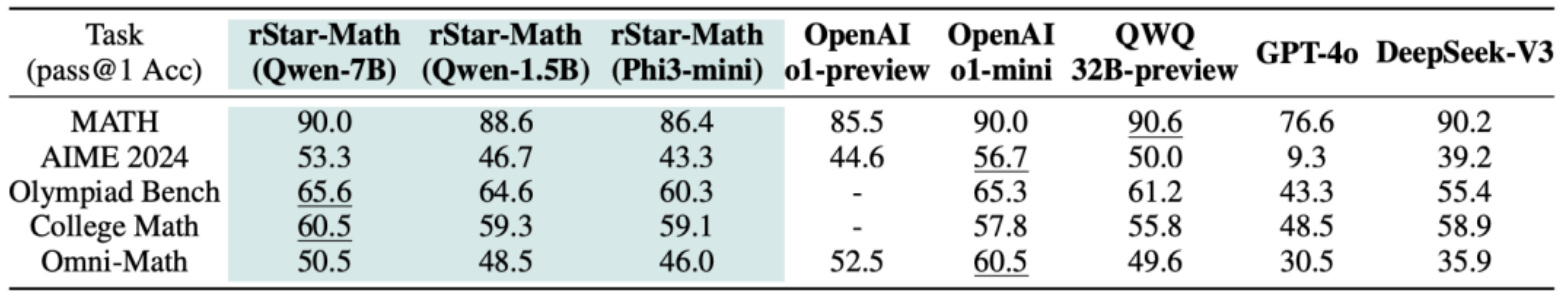 Task rStar-Math rStar-Math rStar-Math OpenAI OpenAI QWQ GPT-4o DeepSeek-V3
(pass@1 Acc) (Qwen-7B) (Qwen-1.5B) (Phi3-mini) o1-preview o1-mini 32B-preview
MATH 90.0 88.6 86.4 85.5 90.0 90.6 76.6 90.2
AIME 2024 53.3 46.7 43.3 44.6 56.7 50.0 9.3 39.2
Olympiad Bench 65.6 64.6 60.3 - 65.3 61.2 43.3 55.4
College Math 60.5 59.3 59.1 - 57.8 55.8 48.5 58.9
Omni-Math 50.5 48.5 46.0 52.5 60.5 49.6 30.5 35.9